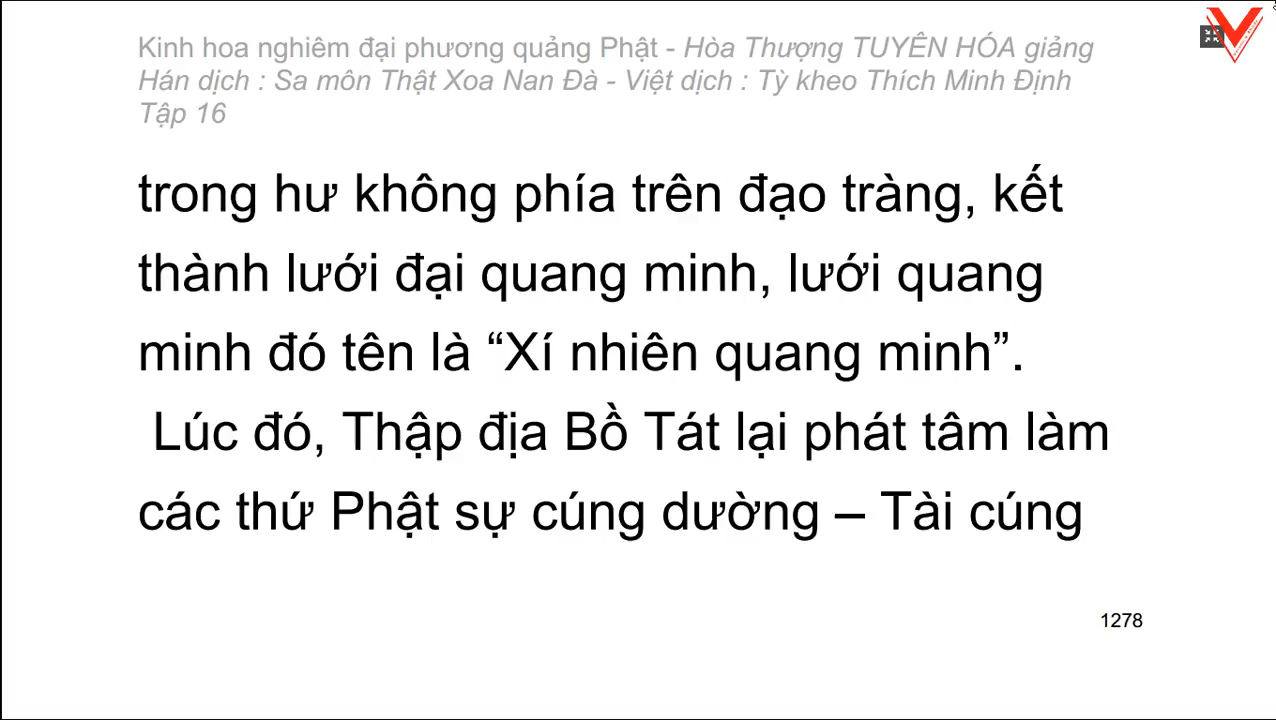 Kinh hoa nghiêm đại phương quảng Phật - Hòa Thượng TUYÊN HÓA giảng
Hán dịch : Sa môn Thật Xoa Nan Đà - Việt dịch : Tỳ kheo Thích Minh Định
Tập 16
trong hư không phía trên đạo tràng, kết
thành lưới đại quang minh, lưới quang
minh đó tên là “Xí nhiên quang minh”.
Lúc đó, Thập địa Bồ Tát lại phát tâm làm
các thứ Phật sự cúng dường – Tài cúng
1278